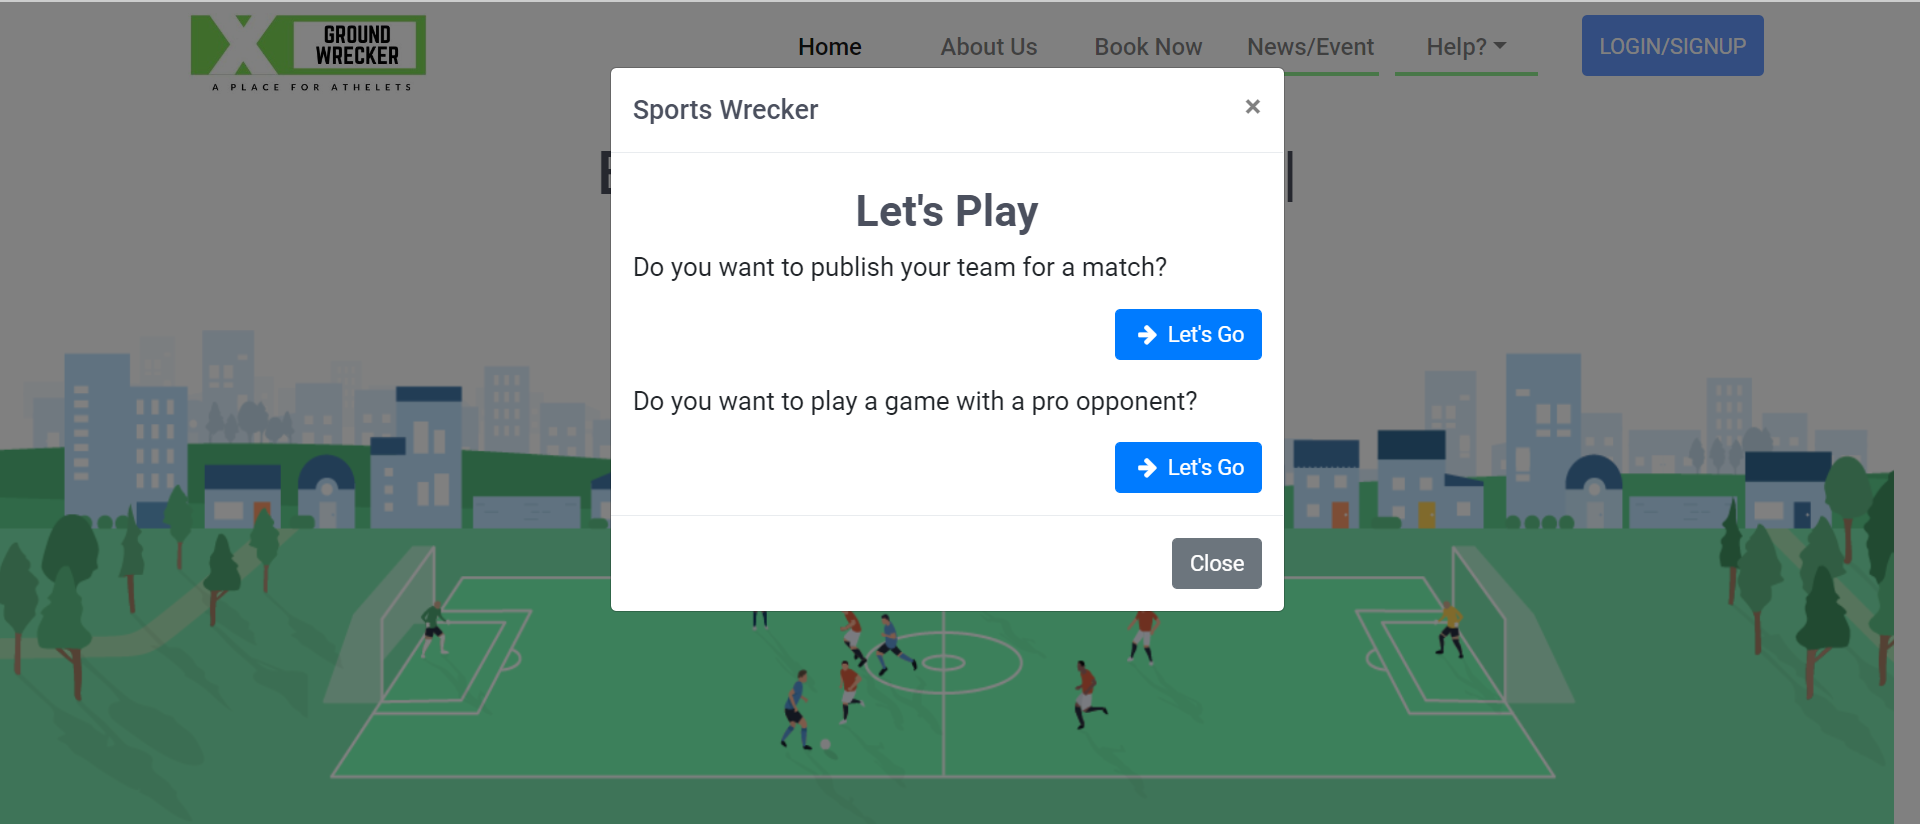 GROUND
WRECKER
A PLACE FOR ATHELETS
Home About Us Book Now News/Event Help? LOGIN/SIGNUP
Sports Wrecker ×
Let's Play
Do you want to publish your team for a match?
Let's Go
Do you want to play a game with a pro opponent?
Let's Go
Close